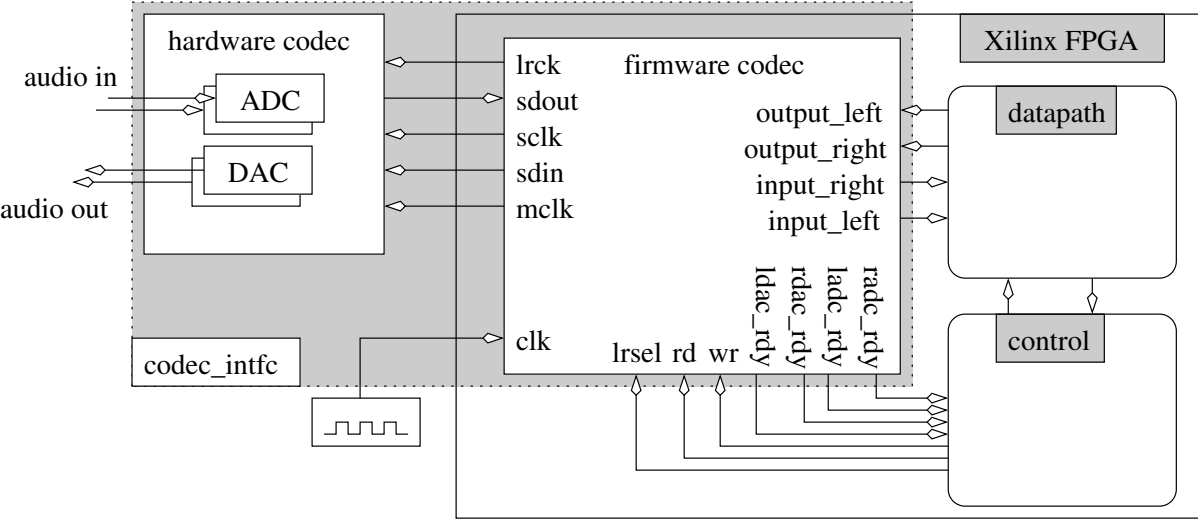 hardware codec
audio in
ADC
DAC
audio out
codec_intfc
firmware codec
lrck
sdout
sclk
sdin
mclk
clk
output_left
output_right
input_right
input_left
lrsel rd wr
ldac_rdy
rdac_rdy
ladc_rdy
radc_rdy
Xilinx FPGA
datapath
control